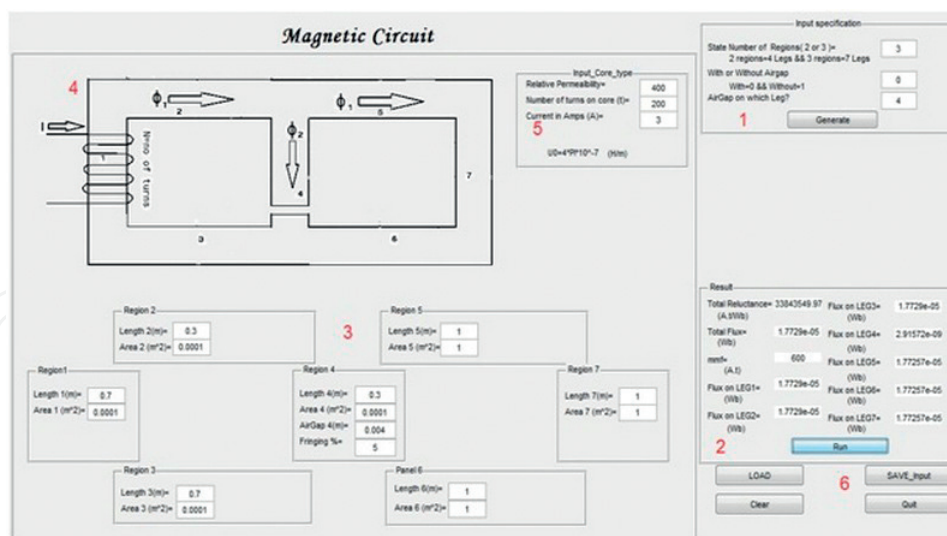 Magnetic Circuit
4
Φ1
2
Φ1
5
I
1
N=no of turns
Φ2
4
7
3
6
Input_Core_type
Relative Permealbility= 400
Number of turns on core (t)= 200
Current in Amps (A)= 3
5
U0=4*PI*10^-7 (H/m)
Input specification
State Number of Regions( 2 or 3 )= 3
2 regions=4 Legs && 3 regions=7 Legs
With or Without Airgap 0
With=0 && Without=1
AirGap on which Leg? 4
1
Generate
3
Region 2
Length 2(m)= 0.3
Area 2 (m^2)= 0.0001
Region 5
Length 5(m)= 1
Area 5 (m^2)= 1
Region1
Length 1(m)= 0.7
Area 1 (m^2)= 0.0001
Region 4
Length 4(m)= 0.3
Area 4 (m^2)= 0.0001
AirGap 4(m)= 0.004
Fringing %= 5
Region 7
Length 7(m)= 1
Area 7 (m^2)= 1
Region 3
Length 3(m)= 0.7
Area 3 (m^2)= 0.0001
Panel 6
Length 6(m)= 1
Area 6 (m^2)= 1
Result
Total Reluctance= 33843549.97
(A.t/Wb)
Total Flux= 1.7729e-05
(Wb)
mmf= 600
(A.t)
Flux on LEG1= 1.7729e-05
(Wb)
Flux on LEG2= 1.7729e-05
(Wb)
Flux on LEG3= 1.7729e-05
(Wb)
Flux on LEG4= 2.91572e-09
(Wb)
Flux on LEG5= 1.77257e-05
(Wb)
Flux on LEG6= 1.77257e-05
(Wb)
Flux on LEG7= 1.77257e-05
(Wb)
2
Run
LOAD
6
SAVE_Input
Clear
Quit